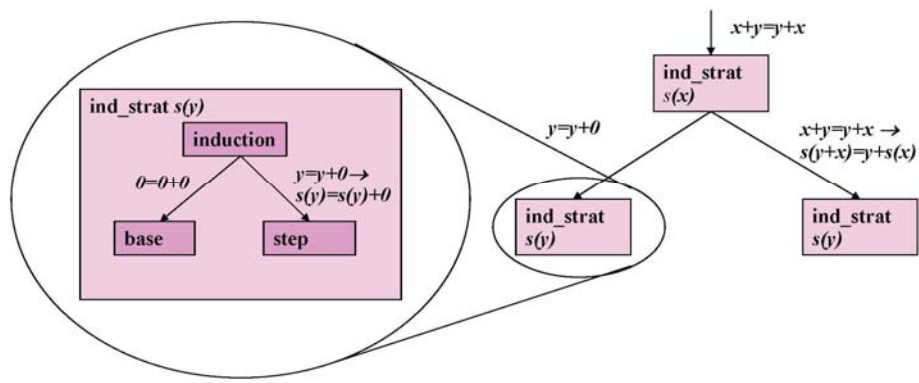 x+y=y+x
ind_strat
s(x)
ind_strat s(y)
induction
y=y+0
x+y=y+x →
s(y+x)=y+s(x)
0=0+0
y=y+0→
s(y)=s(y)+0
base
step
ind_strat
s(y)
ind_strat
s(y)